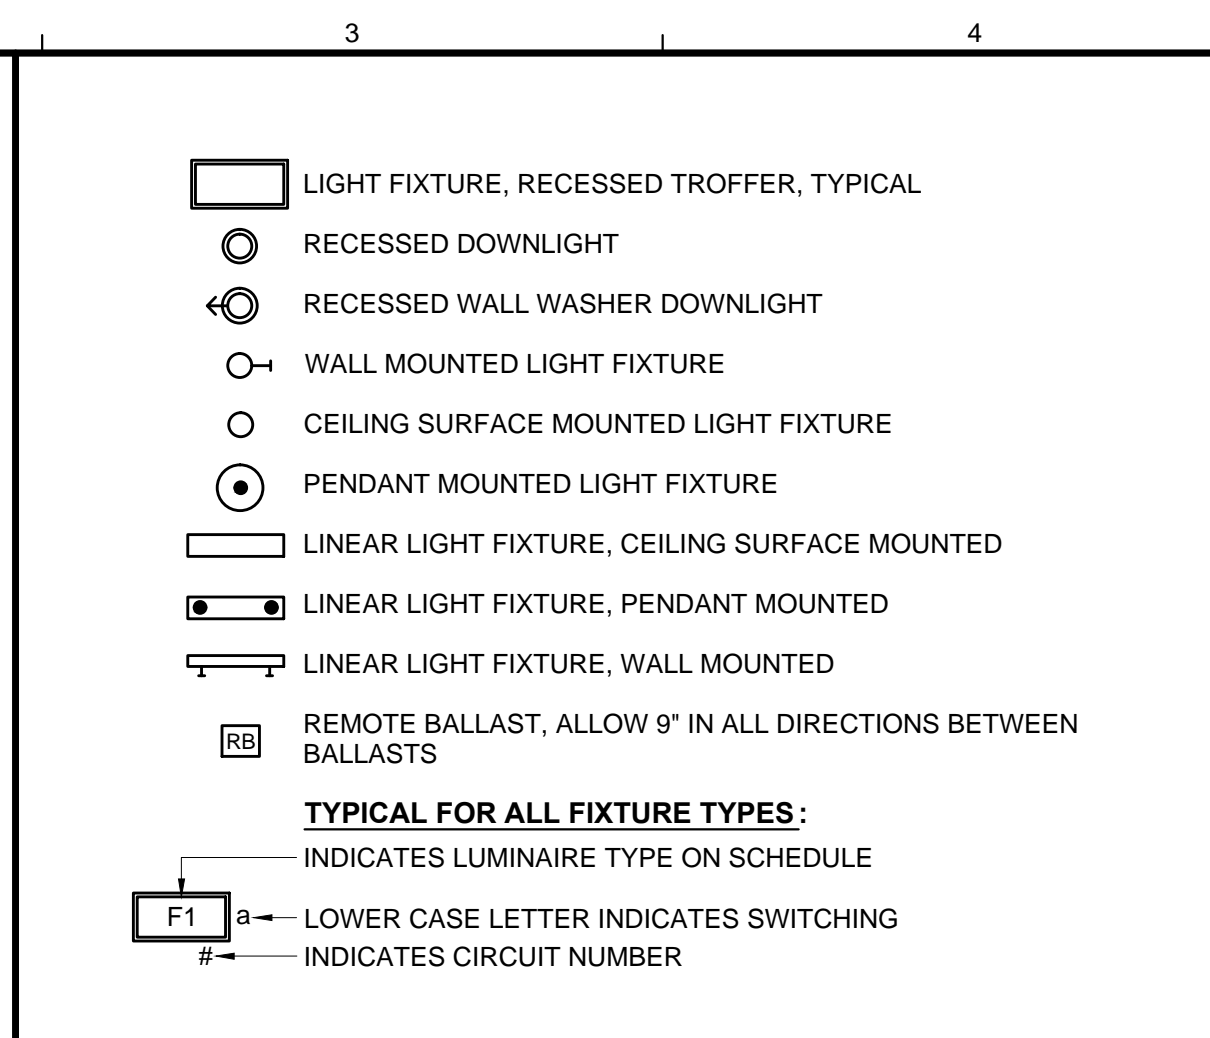 3 4
LIGHT FIXTURE, RECESSED TROFFER, TYPICAL
RECESSED DOWNLIGHT
RECESSED WALL WASHER DOWNLIGHT
WALL MOUNTED LIGHT FIXTURE
CEILING SURFACE MOUNTED LIGHT FIXTURE
PENDANT MOUNTED LIGHT FIXTURE
LINEAR LIGHT FIXTURE, CEILING SURFACE MOUNTED
LINEAR LIGHT FIXTURE, PENDANT MOUNTED
LINEAR LIGHT FIXTURE, WALL MOUNTED
RB REMOTE BALLAST, ALLOW 9" IN ALL DIRECTIONS BETWEEN
BALLASTS
TYPICAL FOR ALL FIXTURE TYPES:
INDICATES LUMINAIRE TYPE ON SCHEDULE
F1 a LOWER CASE LETTER INDICATES SWITCHING
# INDICATES CIRCUIT NUMBER